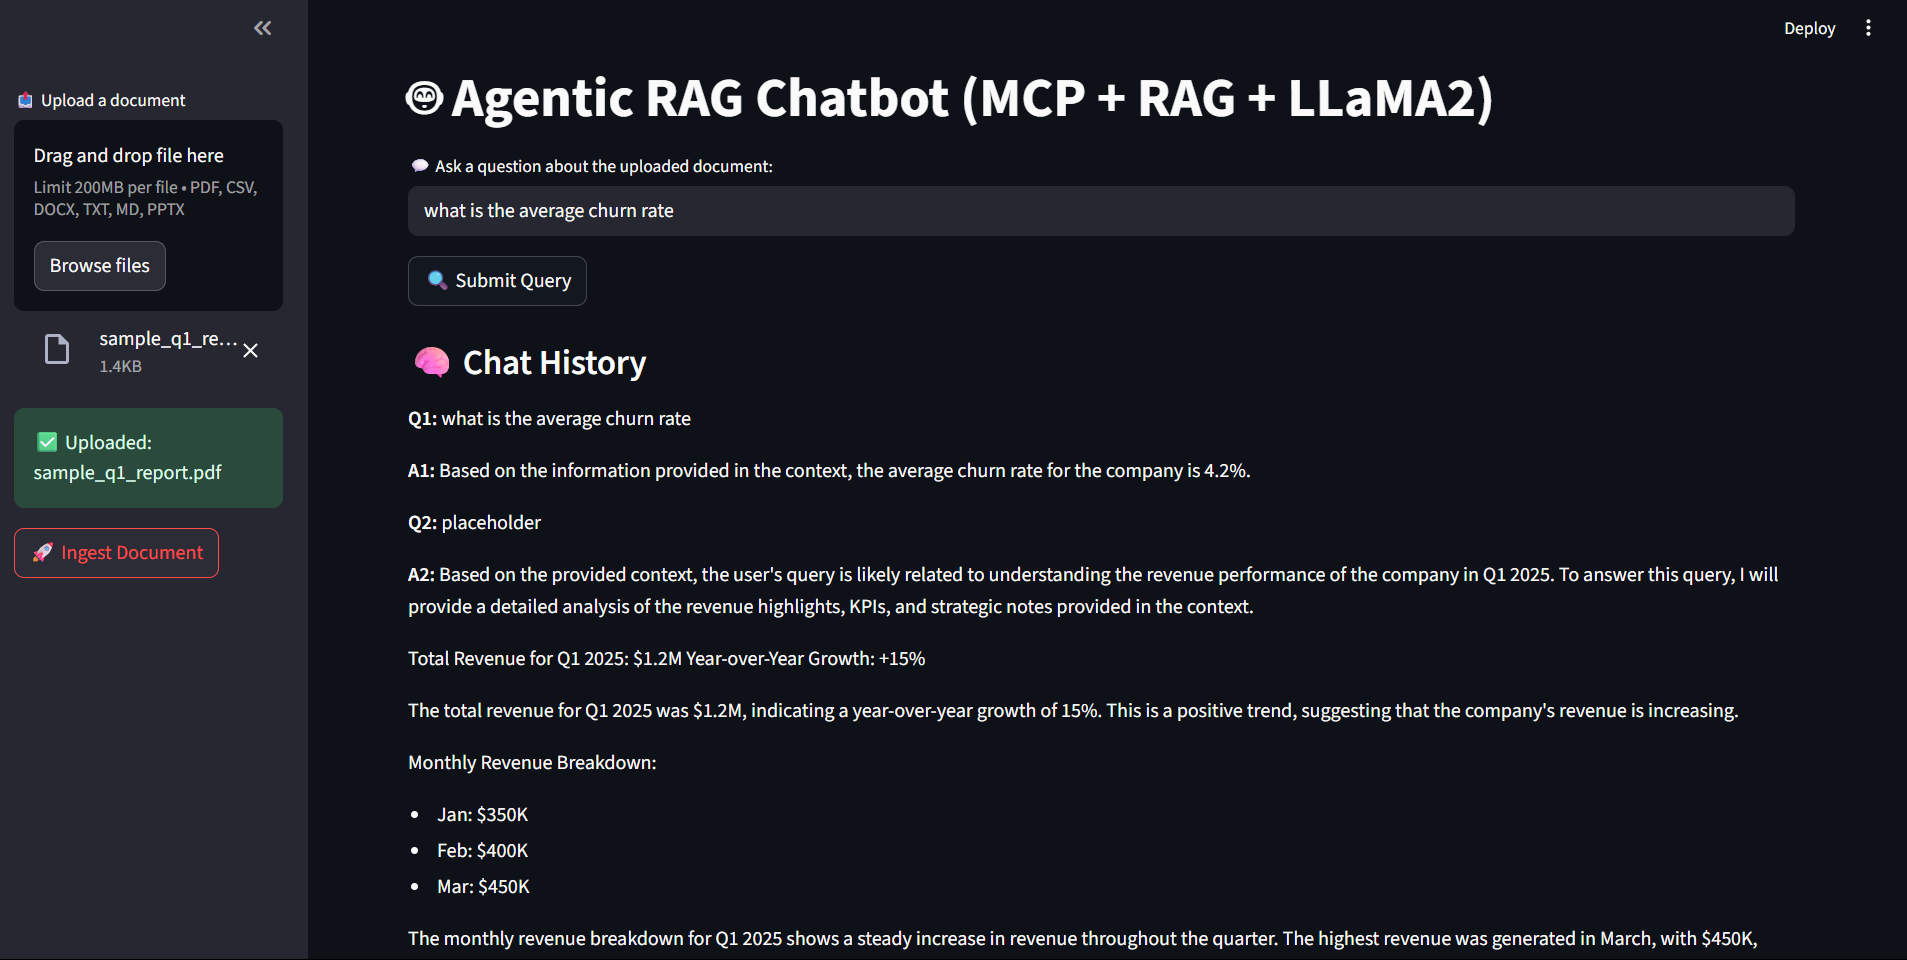 Deploy
📤 Upload a document
Drag and drop file here
Limit 200MB per file • PDF, CSV,
DOCX, TXT, MD, PPTX
Browse files
sample_q1_re...
1.4KB
✅ Uploaded:
sample_q1_report.pdf
🚀 Ingest Document
Agentic RAG Chatbot (MCP + RAG + LLaMA2)
💬 Ask a question about the uploaded document:
what is the average churn rate
🔍 Submit Query
🧠 Chat History
Q1: what is the average churn rate
A1: Based on the information provided in the context, the average churn rate for the company is 4.2%.
Q2: placeholder
A2: Based on the provided context, the user's query is likely related to understanding the revenue performance of the company in Q1 2025. To answer this query, I will
provide a detailed analysis of the revenue highlights, KPIs, and strategic notes provided in the context.
Total Revenue for Q1 2025: $1.2M Year-over-Year Growth: +15%
The total revenue for Q1 2025 was $1.2M, indicating a year-over-year growth of 15%. This is a positive trend, suggesting that the company's revenue is increasing.
Monthly Revenue Breakdown:
• Jan: $350K
• Feb: $400K
• Mar: $450K
The monthly revenue breakdown for Q1 2025 shows a steady increase in revenue throughout the quarter. The highest revenue was generated in March, with $450K,